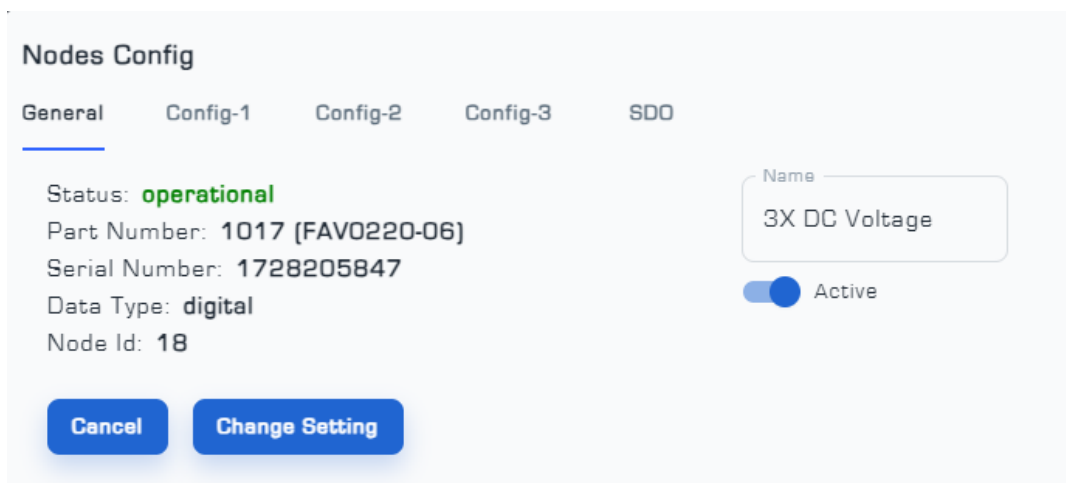 Nodes Config
General Config-1 Config-2 Config-3 SDO
Status: operational
Part Number: 1017 (FAV0220-06)
Serial Number: 1728205847
Data Type: digital
Node Id: 18
Name
3X DC Voltage
Active
Cancel Change Setting